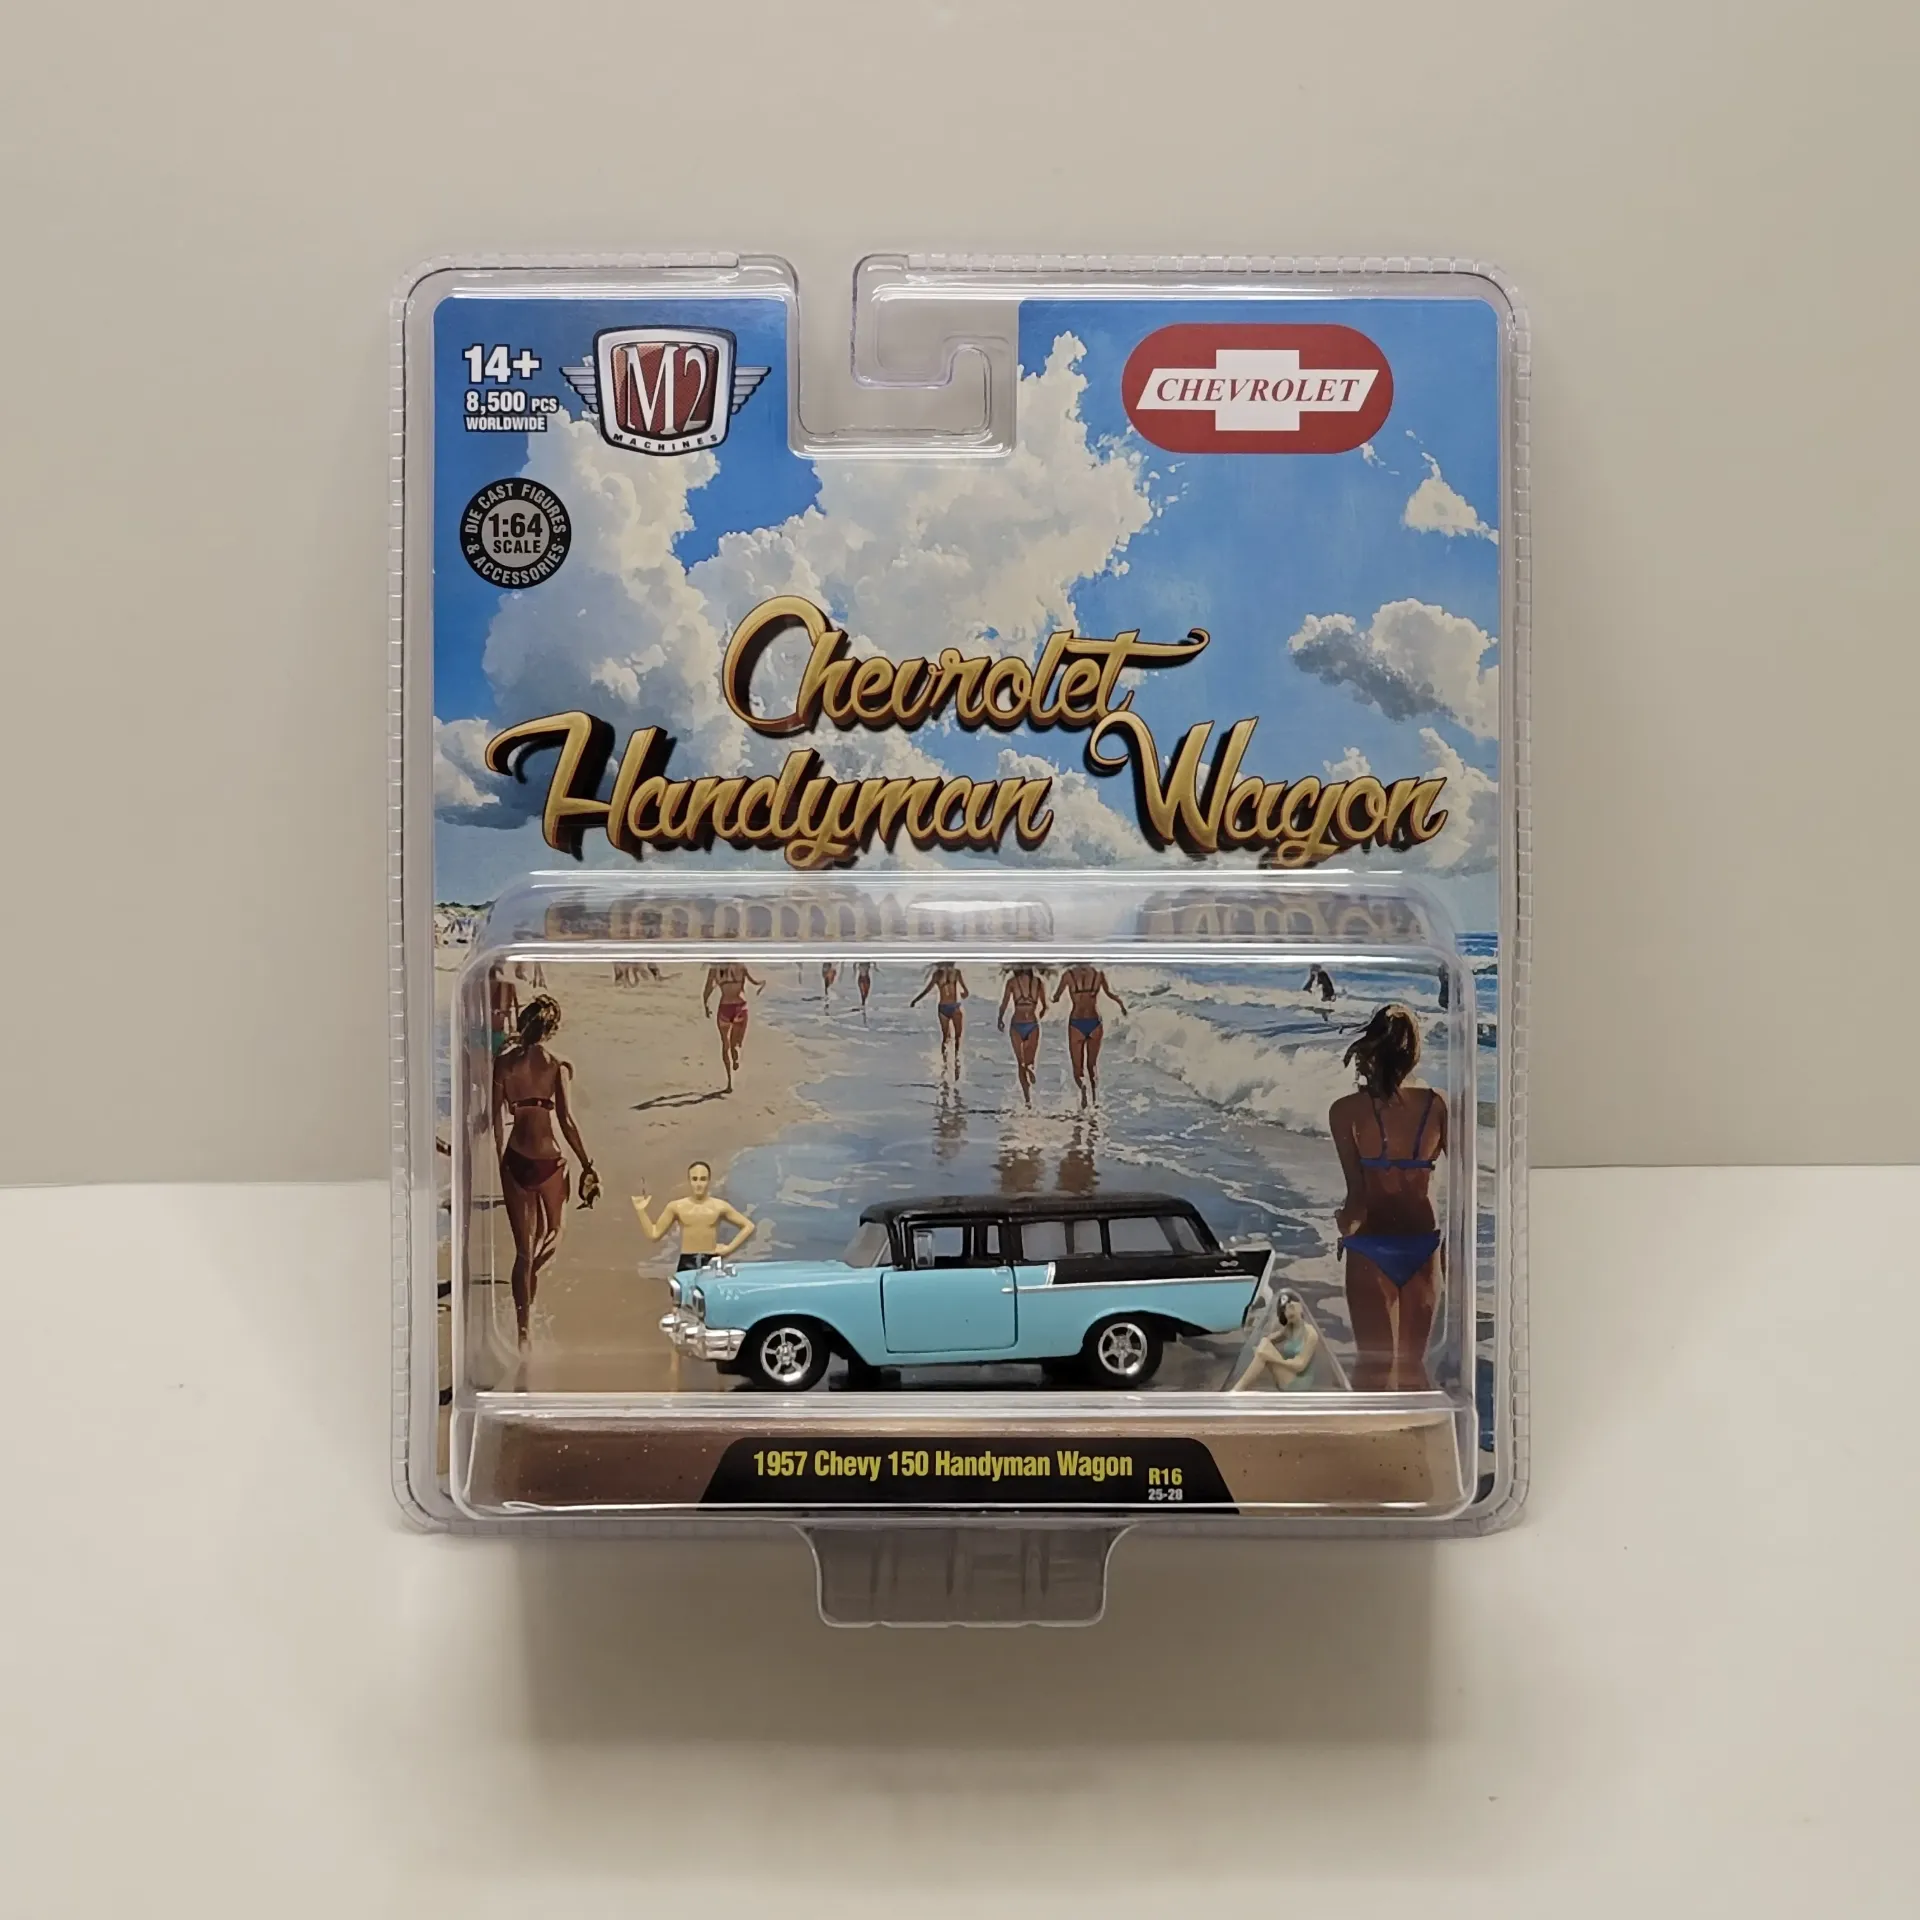 14+
8,500 PCS
WORLDWIDE
M2
MACHINES
CHEVROLET
DIE CAST FIGURES
& ACCESSORIES
1:64
SCALE
Chevrolet
Handyman Wagon
1957 Chevy 150 Handyman Wagon
R16
25-20